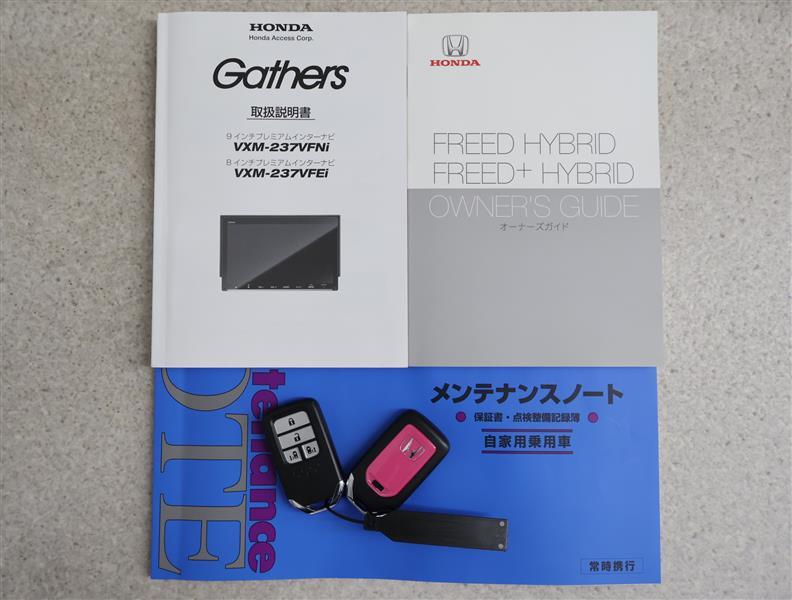 HONDA
Honda Access Corp.
Gathers
取扱説明書
9インチプレミアムインターナビ
VXM-237VFNi
8インチプレミアムインターナビ
VXM-237VFEi
HONDA
FREED HYBRID
FREED+ HYBRID
OWNER'S GUIDE
オーナーズガイド
メンテナンスノート
保証書・点検整備記録簿
自家用乗用車
tenance
OTE
常時携行